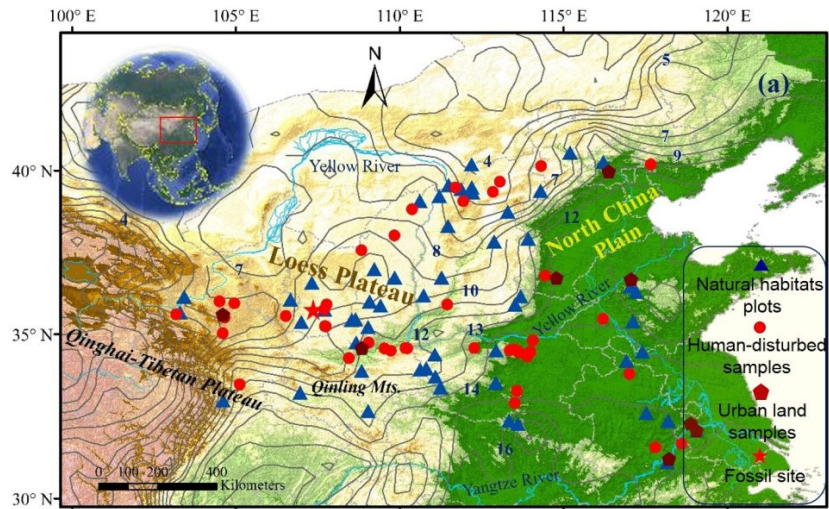 100° E
105° E
110° E
115° E
120° E
N
5
(a)
Yellow River
4
7
9
40° N
7
12
North China
Plain
4
8
7
Loess Plateau
10
Natural habitats
plots
Yellow River
35° N
12
13
Human-disturbed
samples
Qinghai-Tibetan Plateau
Qinling Mts.
14
Urban land
samples
16
0 100 200 400
Kilometers
Yangtze River
Fossil site
30° N